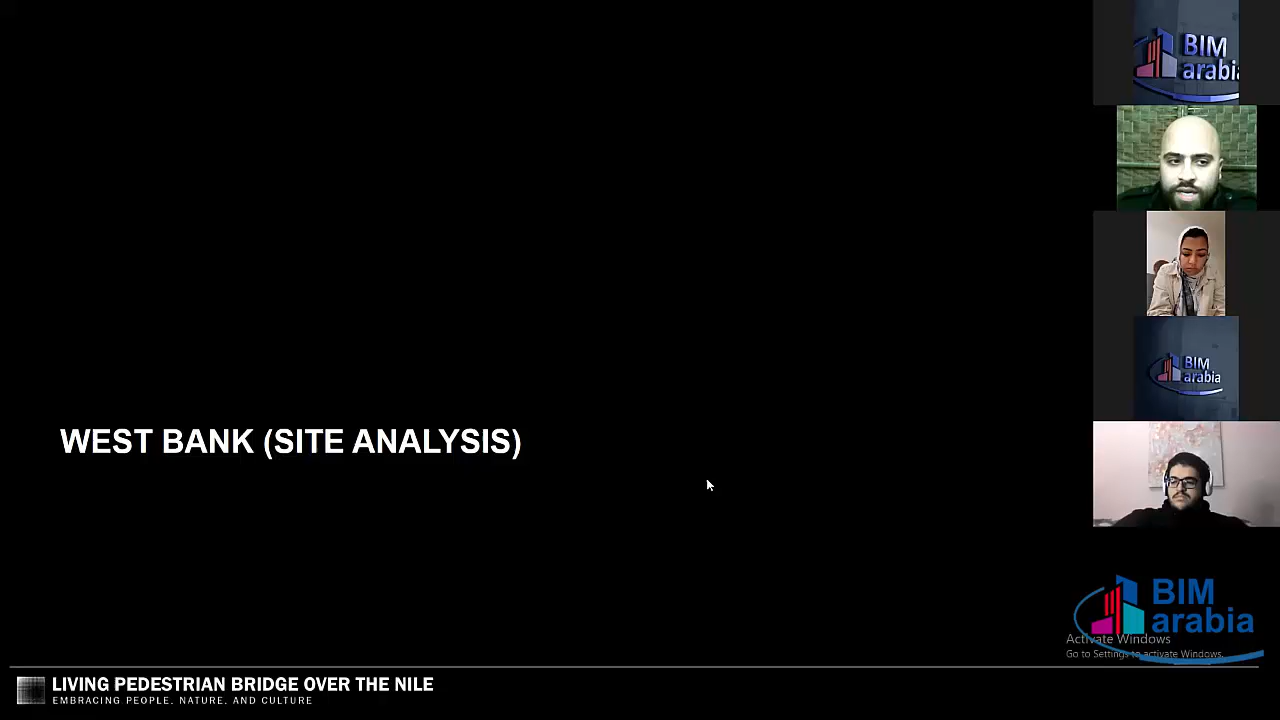 BIM
arabi
BIM
arabia
WEST BANK (SITE ANALYSIS)
BIM
arabia
Activate Windows
Go to Settings to activate Windows.
LIVING PEDESTRIAN BRIDGE OVER THE NILE
EMBRACING PEOPLE, NATURE, AND CULTURE